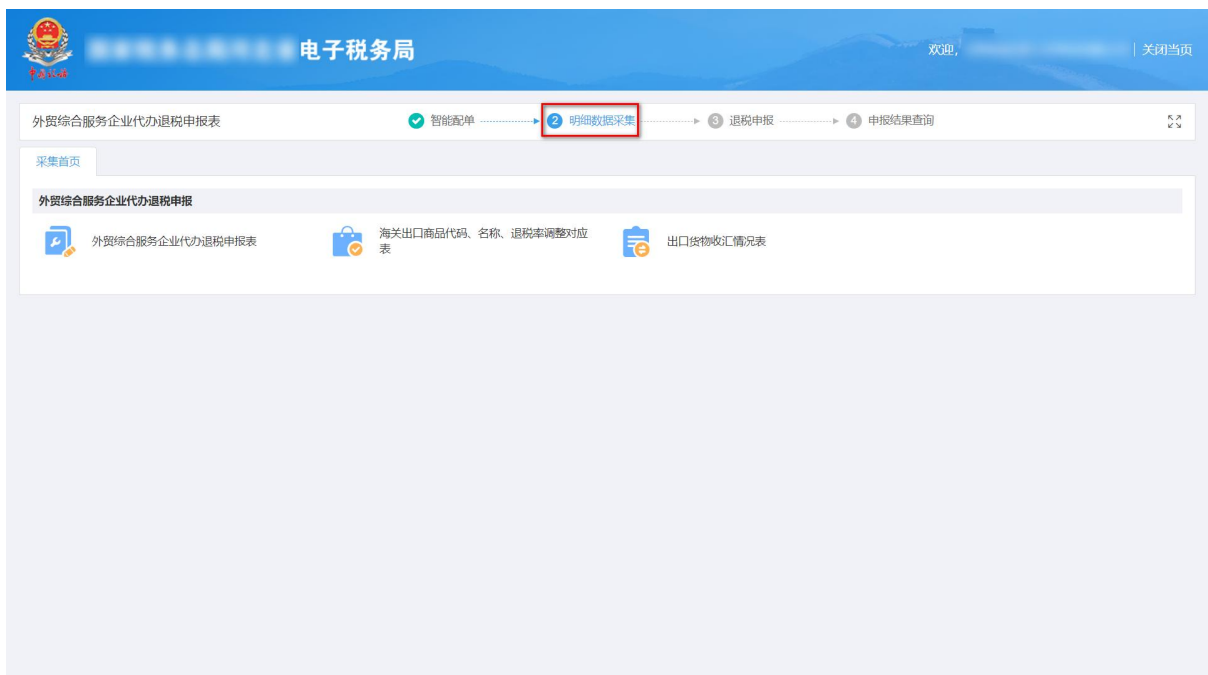 电子税务局
欢迎,
| 关闭当页
中国税务
外贸综合服务企业代办退税申报表
智能配单
2 明细数据采集
3 退税申报
4 申报结果查询
采集首页
外贸综合服务企业代办退税申报
外贸综合服务企业代办退税申报表
海关出口商品代码、名称、退税率调整对应
表
出口货物收汇情况表